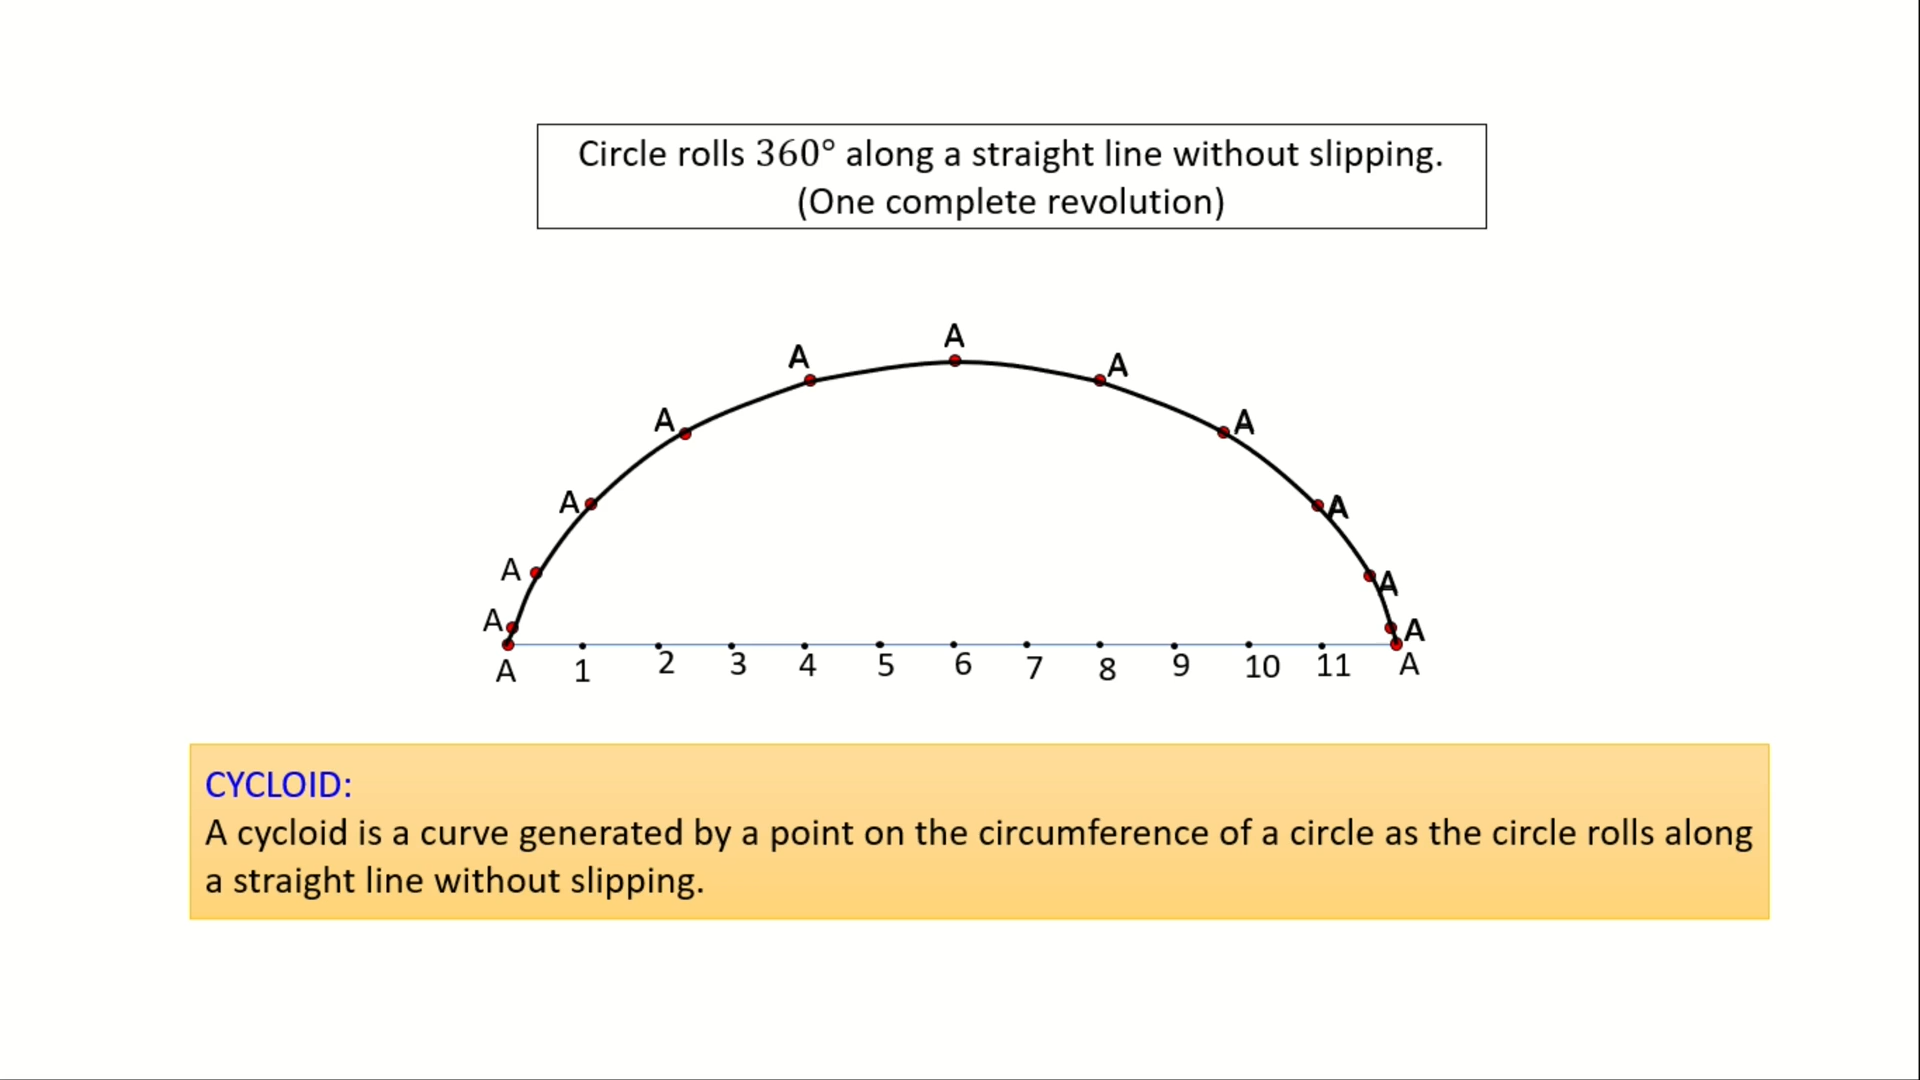 Circle rolls 360° along a straight line without slipping.
(One complete revolution)
A
A
A
A
A
A
A
A
A
A
A
A
A
A 1 2 3 4 5 6 7 8 9 10 11 A
CYCLOID:
A cycloid is a curve generated by a point on the circumference of a circle as the circle rolls along
a straight line without slipping.